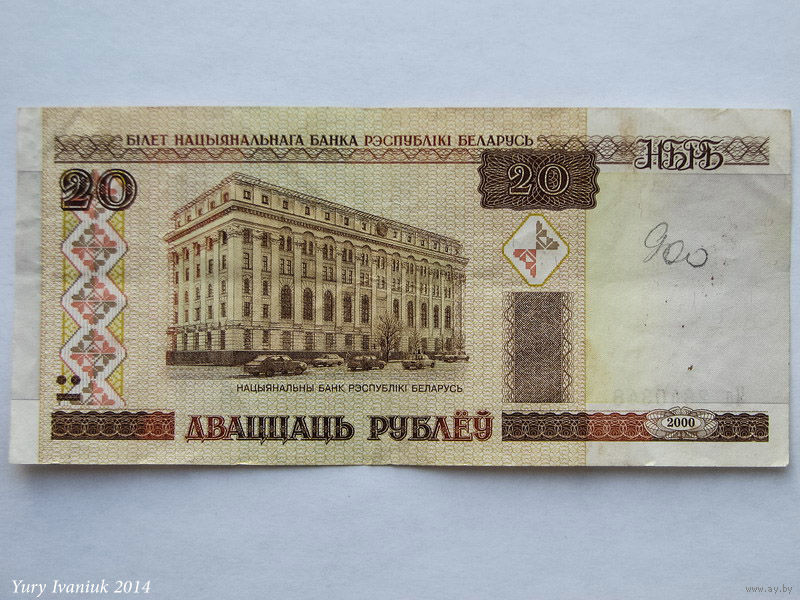 БІЛЕТ НАЦЫЯНАЛЬНАГА БАНКА РЭСПУБЛІКІ БЕЛАРУСЬ
НБРБ
20
20
900
НАЦЫЯНАЛЬНЫ БАНК РЭСПУБЛІКІ БЕЛАРУСЬ
ДВАЦЦАЦЬ РУБЛЁЎ
2000
Yury Ivaniuk 2014
www.ay.by